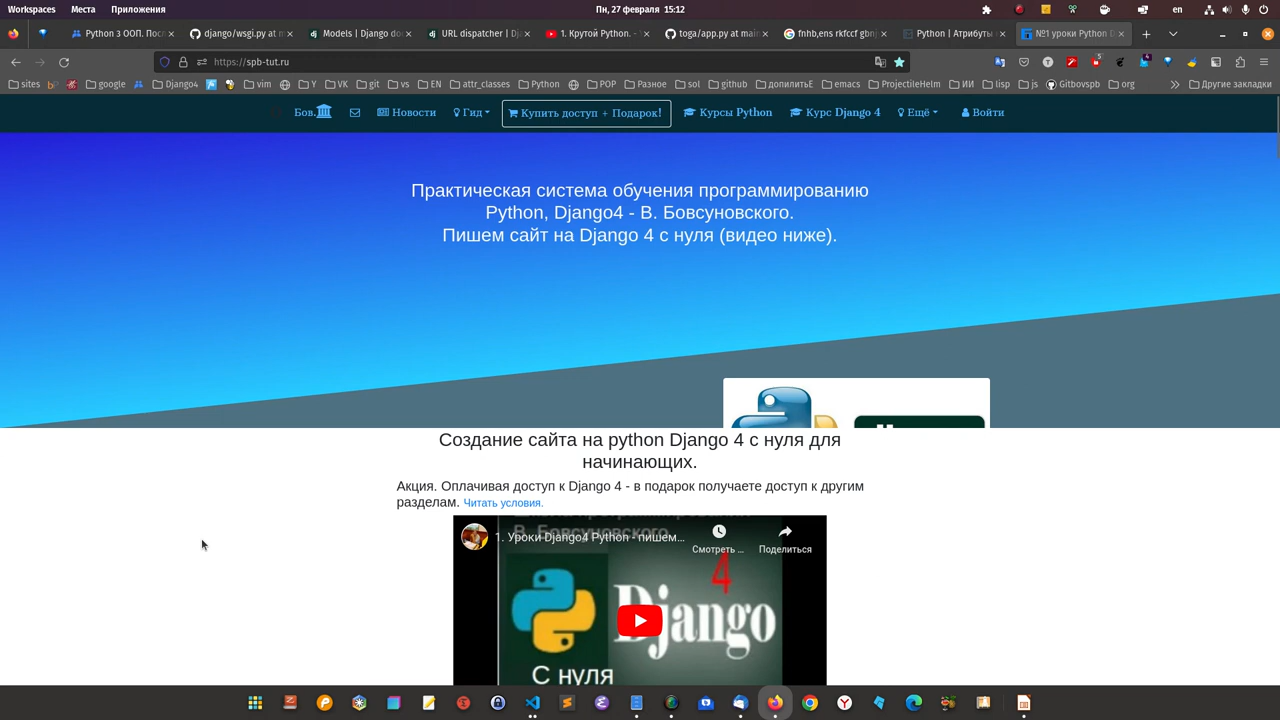 Workspaces Места Приложения Пн, 27 февраля 15:12 en
Python 3 ООП. Посл django/wsgi.py at m Models | Django do URL dispatcher | Dj 1. Крутой Python. - toga/app.py at main fnhb,ens rkfccf gbn Python | Атрибуты №1 уроки Python D
https://spb-tut.ru
sites google Django4 vim Y VK git vs EN attr_classes Python POP Разное sol github допилитьЕ emacs ProjectileHelm ИИ lisp js Gitbovspb org Другие закладки
Бов. Новости Гид Купить доступ + Подарок! Курсы Python Курс Django 4 Ещё Войти
Практическая система обучения программированию
Python, Django4 - В. Бовсуновского.
Пишем сайт на Django 4 с нуля (видео ниже).
Создание сайта на python Django 4 с нуля для
начинающих.
Акция. Оплачивая доступ к Django 4 - в подарок получаете доступ к другим
разделам. Читать условия.
В. Бовсуновского
1. Уроки Django4 Python - пишем…
Смотреть ... Поделиться
4
Django
С нуля